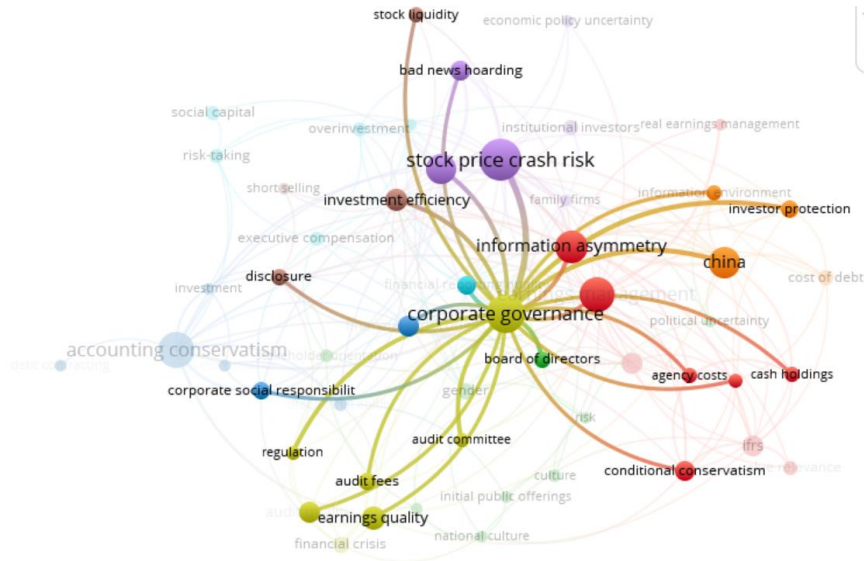 stock liquidity
economic policy uncertainty
bad news hoarding
social capital
overinvestment
institutional investors
real earnings management
risk-taking
stock price crash risk
short selling
investment efficiency
family firms
information environment
investor protection
executive compensation
information asymmetry
china
disclosure
cost of debt
investment
financial
management
corporate governance
political uncertainty
accounting conservatism
board of directors
agency costs
cash holdings
corporate social responsibilit
gender
risk
audit committee
ifrs
regulation
conditional conservatism
relevance
audit fees
culture
initial public offerings
earnings quality
national culture
financial crisis